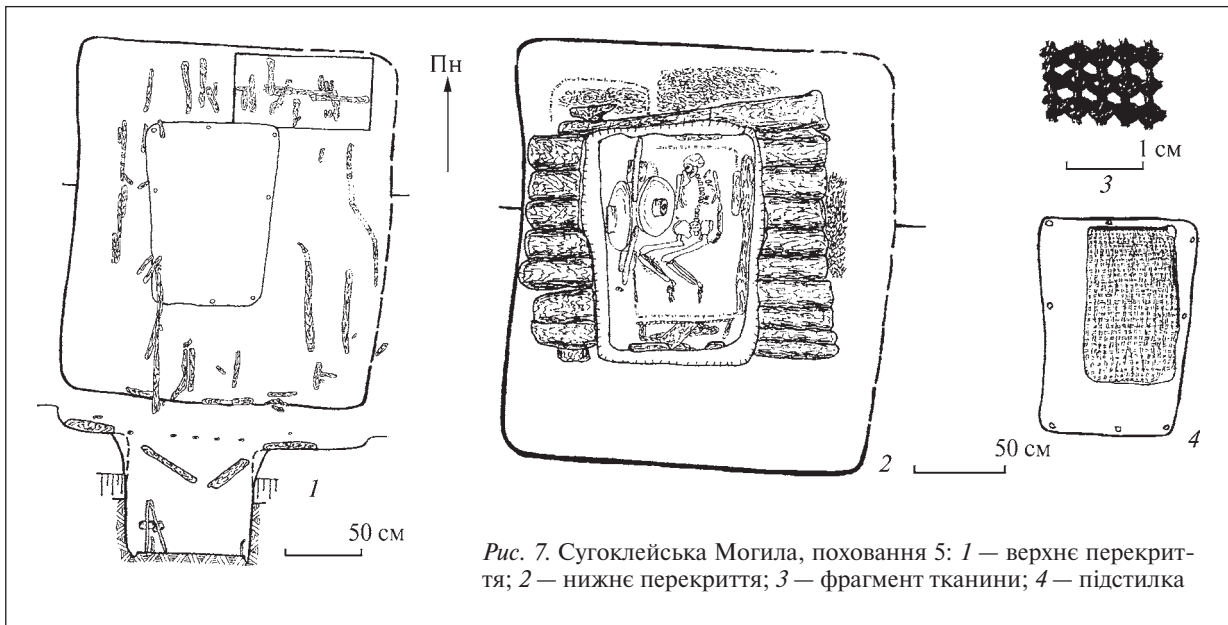 Пн
1 см
3
4
2
50 см
1
50 см
Рис. 7. Сугоклейська Могила, поховання 5: 1 — верхнє перекрит-
тя; 2 — нижнє перекриття; 3 — фрагмент тканини; 4 — підстилка